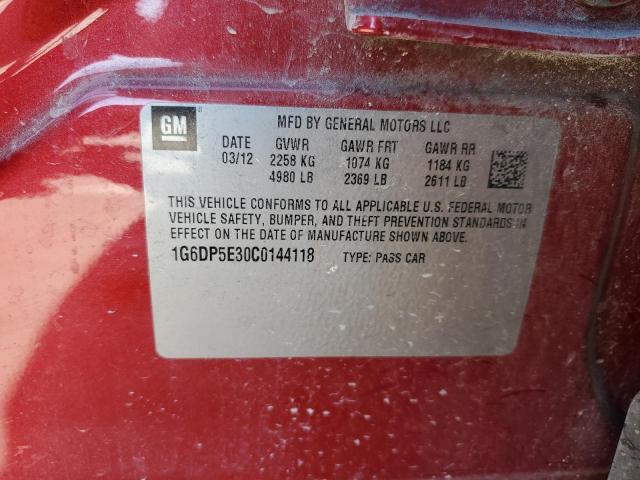 GM
MFD BY GENERAL MOTORS LLC
DATE GVWR GAWR FRT GAWR RR
03/12 2258 KG 1074 KG 1184 KG
4980 LB 2369 LB 2611 LB
THIS VEHICLE CONFORMS TO ALL APPLICABLE U.S. FEDERAL MOTOR
VEHICLE SAFETY, BUMPER, AND THEFT PREVENTION STANDARDS IN
EFFECT ON THE DATE OF MANUFACTURE SHOWN ABOVE.
1G6DP5E30C0144118 TYPE: PASS CAR